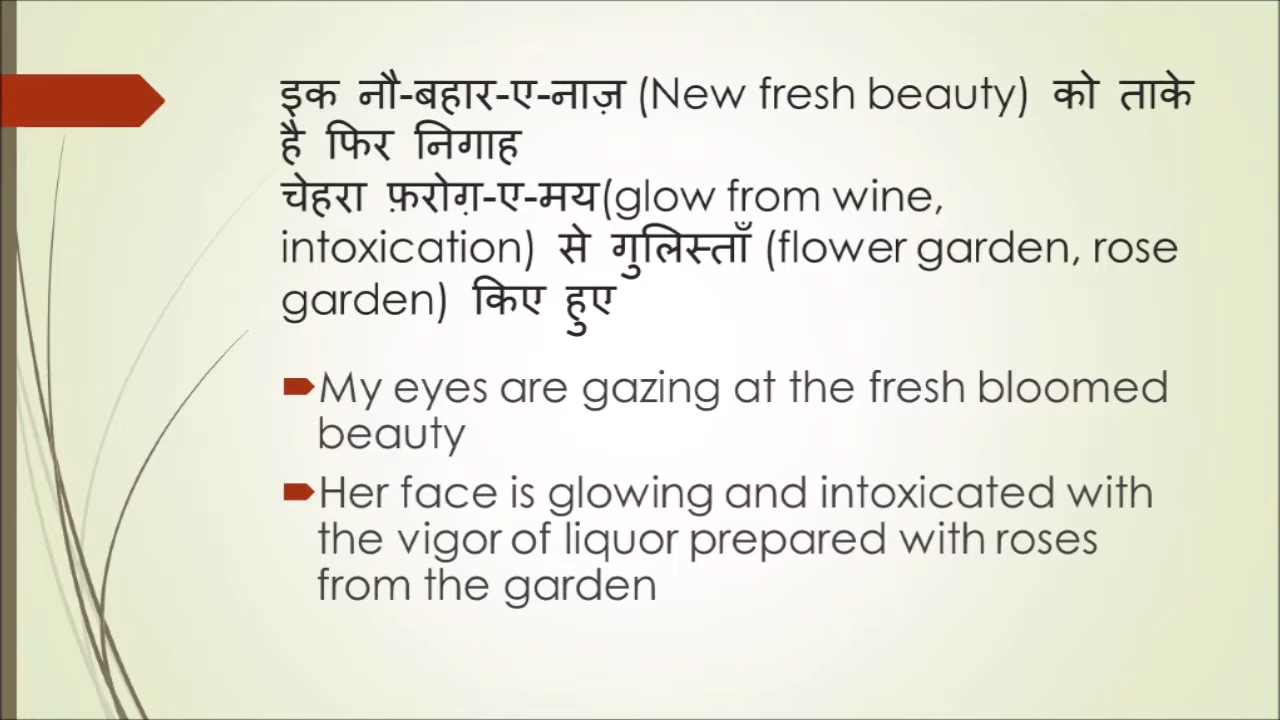 इक नौ-बहार-ए-नाज़ (New fresh beauty) को ताके
है फिर निगाह
चेहरा फ़रोग़-ए-मय(glow from wine,
intoxication) से गुलिस्ताँ (flower garden, rose
garden) किए हुए
My eyes are gazing at the fresh bloomed
beauty
Her face is glowing and intoxicated with
the vigor of liquor prepared with roses
from the garden